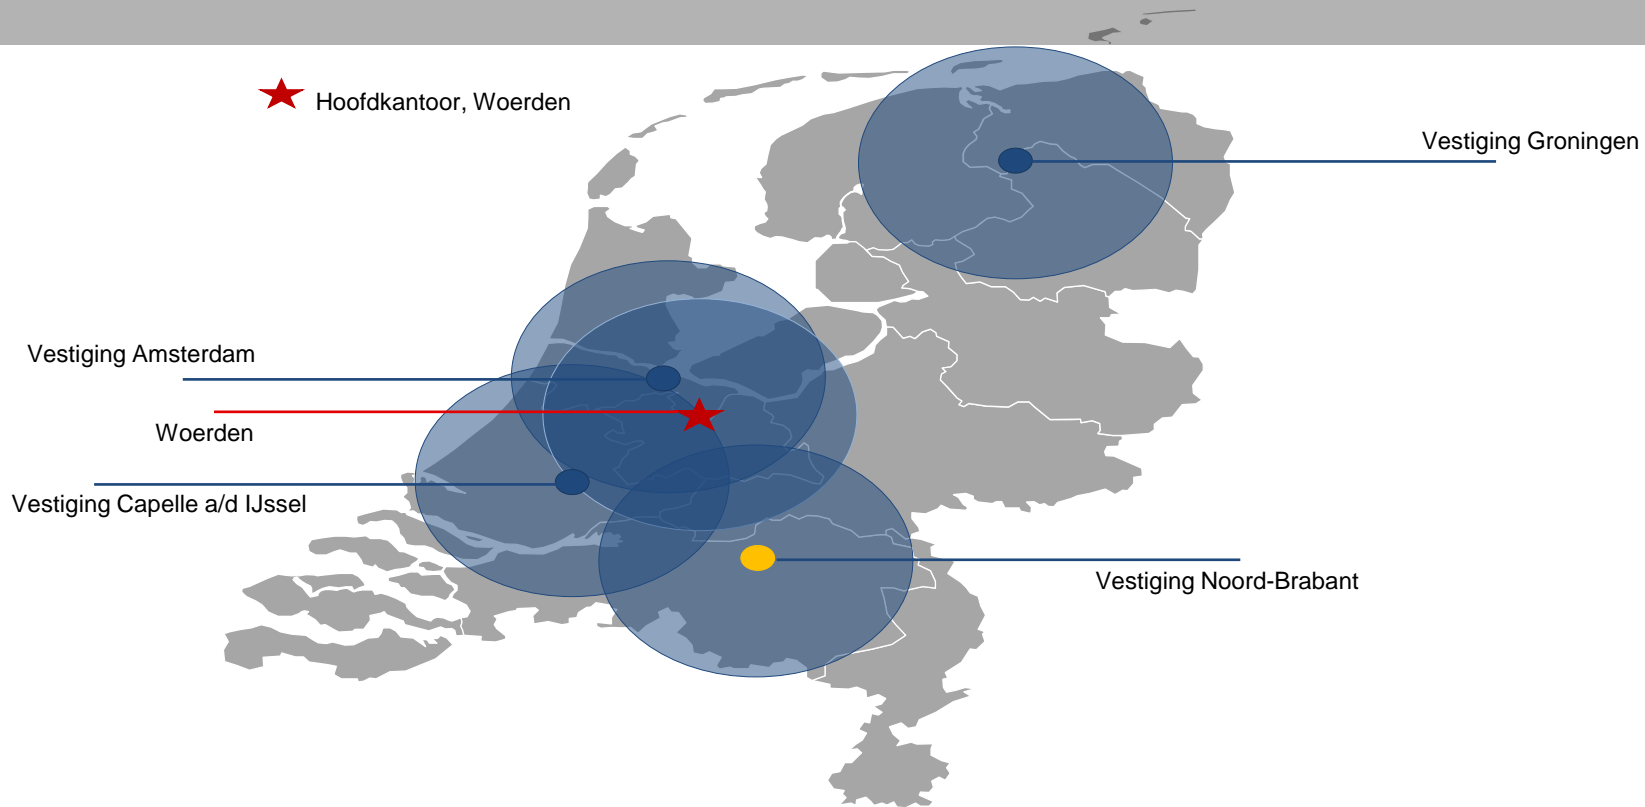 Hoofdkantoor, Woerden
Vestiging Groningen
Vestiging Amsterdam
Woerden
Vestiging Capelle a/d IJssel
Vestiging Noord-Brabant